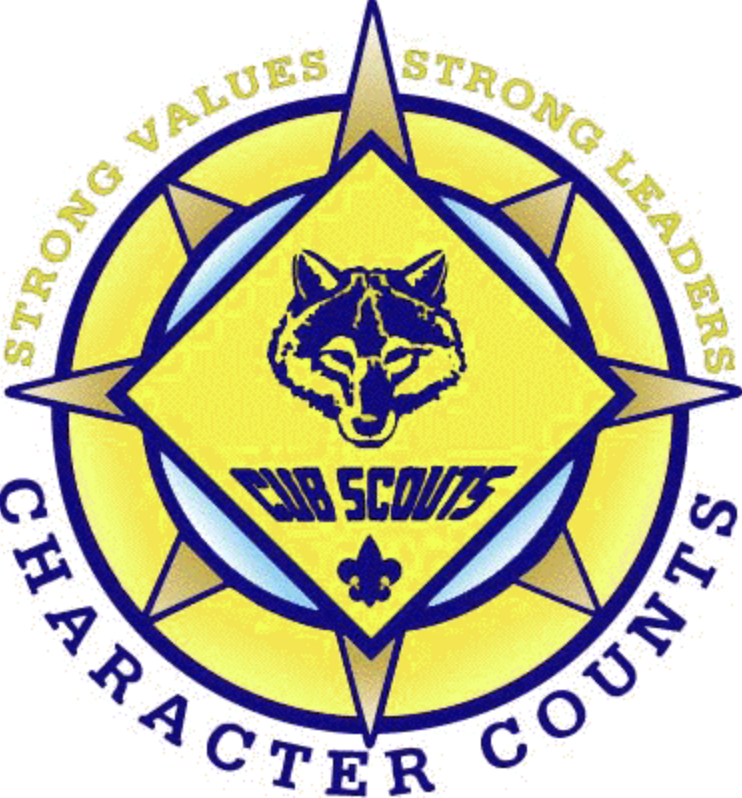 STRONG VALUES STRONG LEADERS
CUB SCOUTS
CHARACTER COUNTS